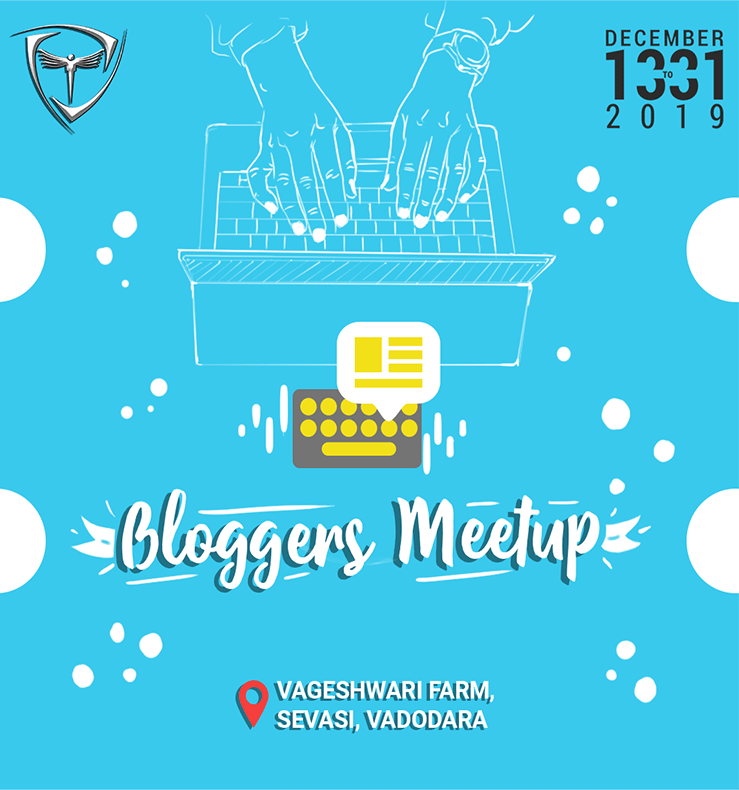 DECEMBER
13 TO 31
2019
Bloggers Meetup
VAGESHWARI FARM,
SEVASI, VADODARA